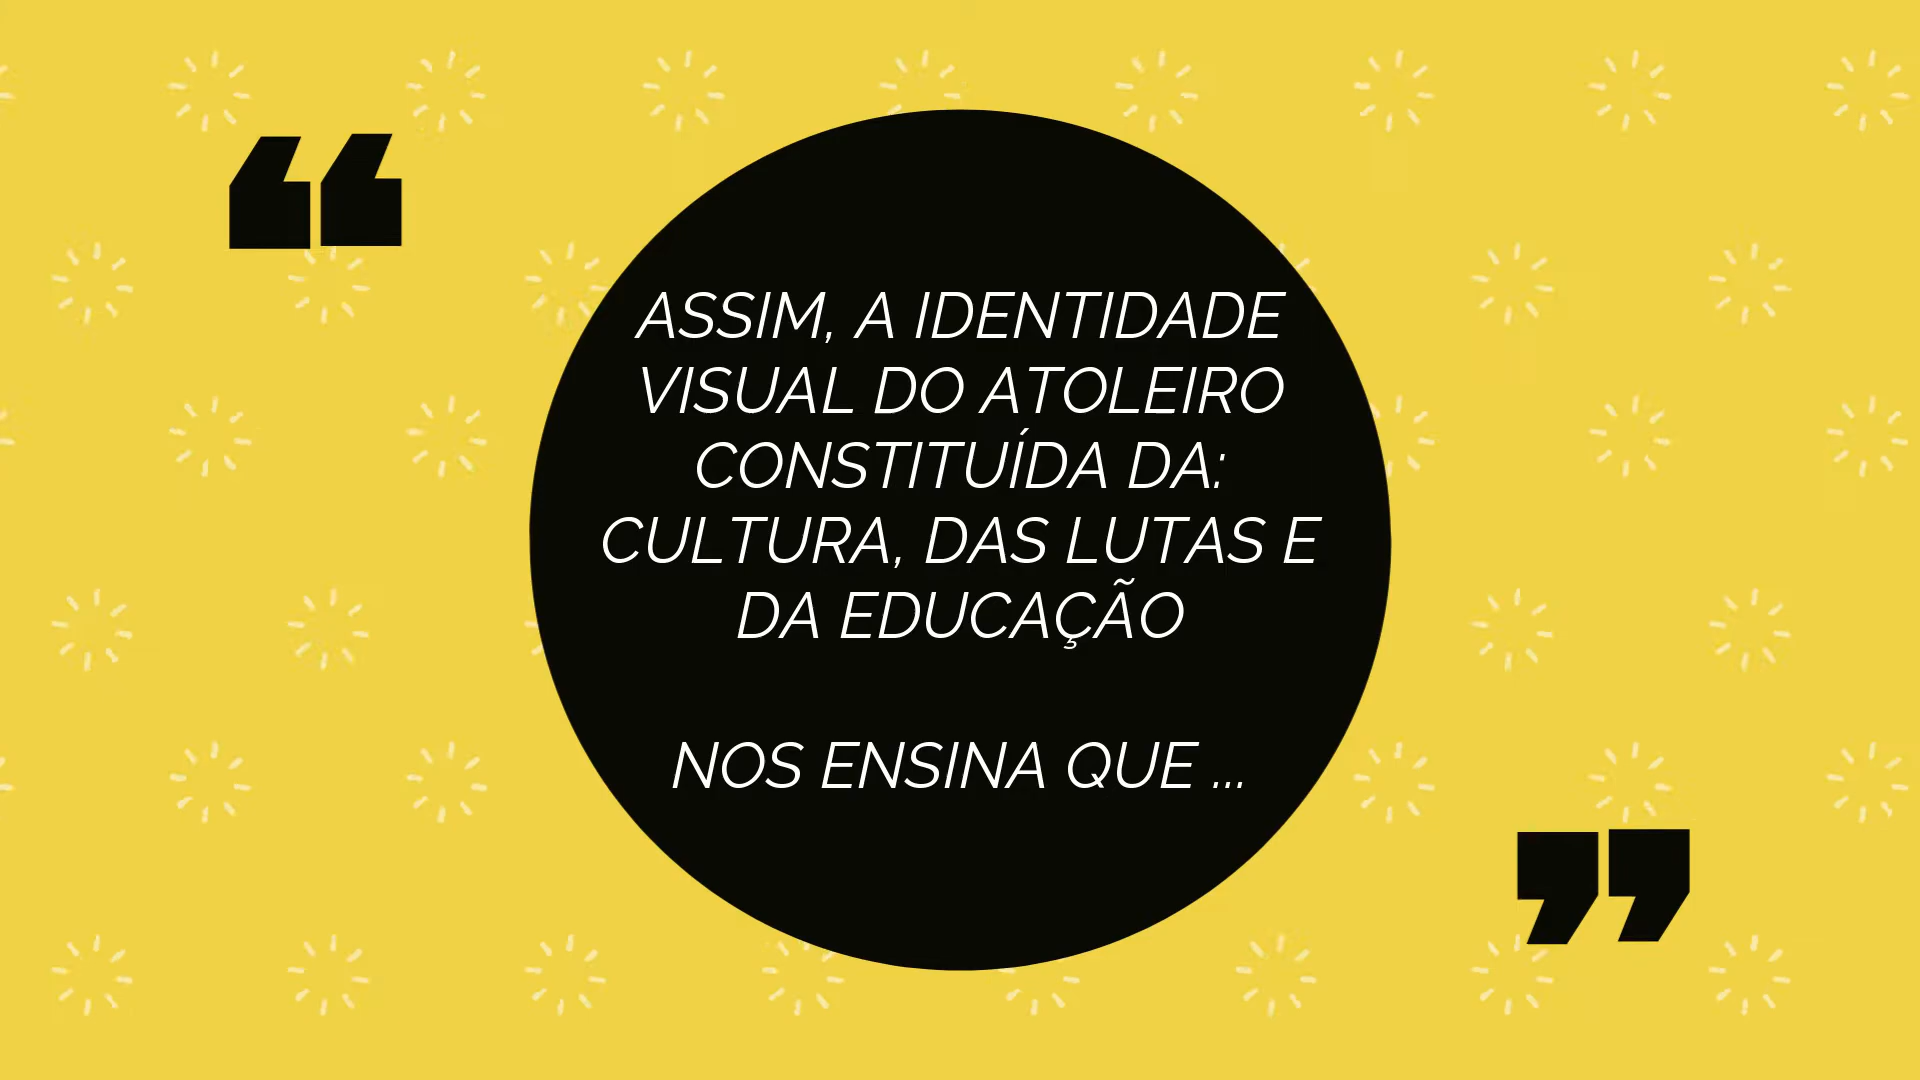 ASSIM, A IDENTIDADE
VISUAL DO ATOLEIRO
CONSTITUÍDA DA:
CULTURA, DAS LUTAS E
DA EDUCAÇÃO
NOS ENSINA QUE ...